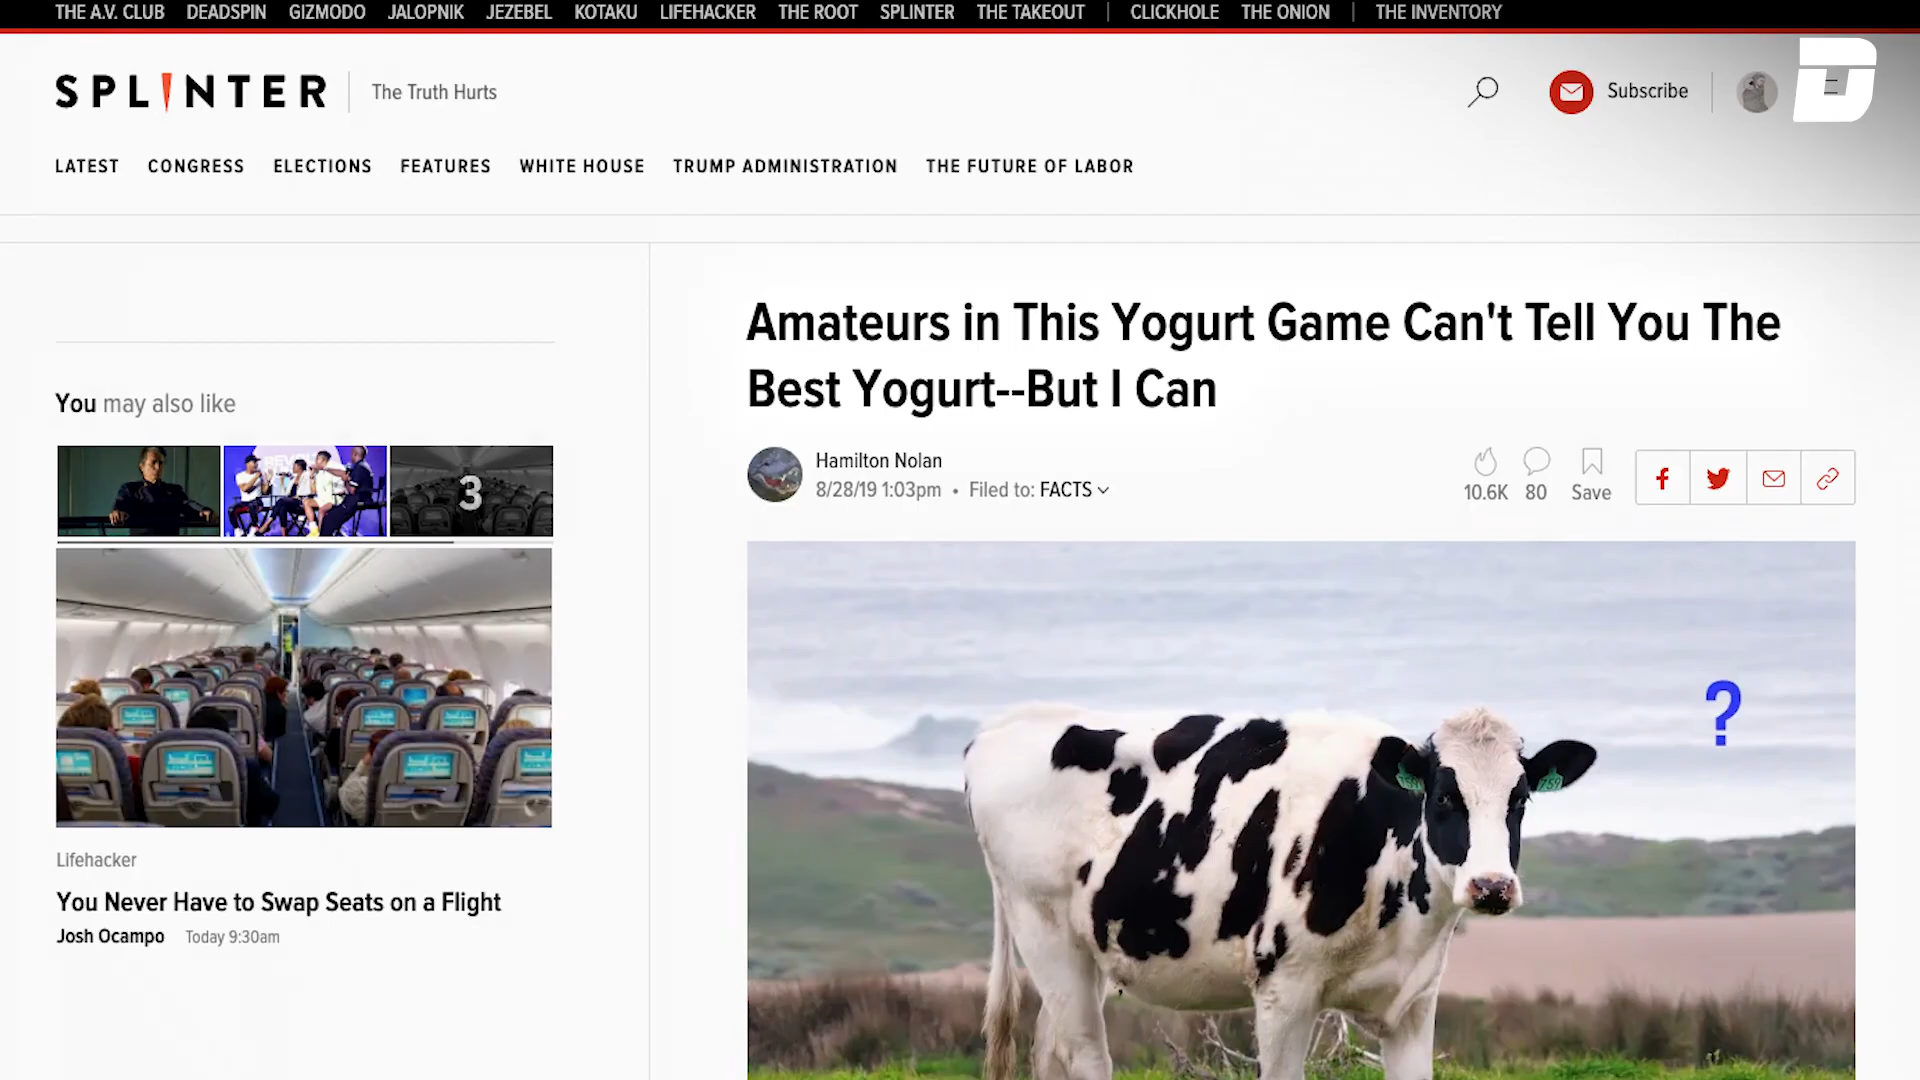 THE A.V. CLUB DEADSPIN GIZMODO JALOPNIK JEZEBEL KOTAKU LIFEHACKER THE ROOT SPLINTER THE TAKEOUT | CLICKHOLE THE ONION | THE INVENTORY
SPLINTER The Truth Hurts
Subscribe
D
LATEST CONGRESS ELECTIONS FEATURES WHITE HOUSE TRUMP ADMINISTRATION THE FUTURE OF LABOR
Amateurs in This Yogurt Game Can't Tell You The
Best Yogurt--But I Can
Hamilton Nolan
8/28/19 1:03pm • Filed to: FACTS
10.6K 80 Save
You may also like
3
?
759
Lifehacker
You Never Have to Swap Seats on a Flight
Josh Ocampo Today 9:30am